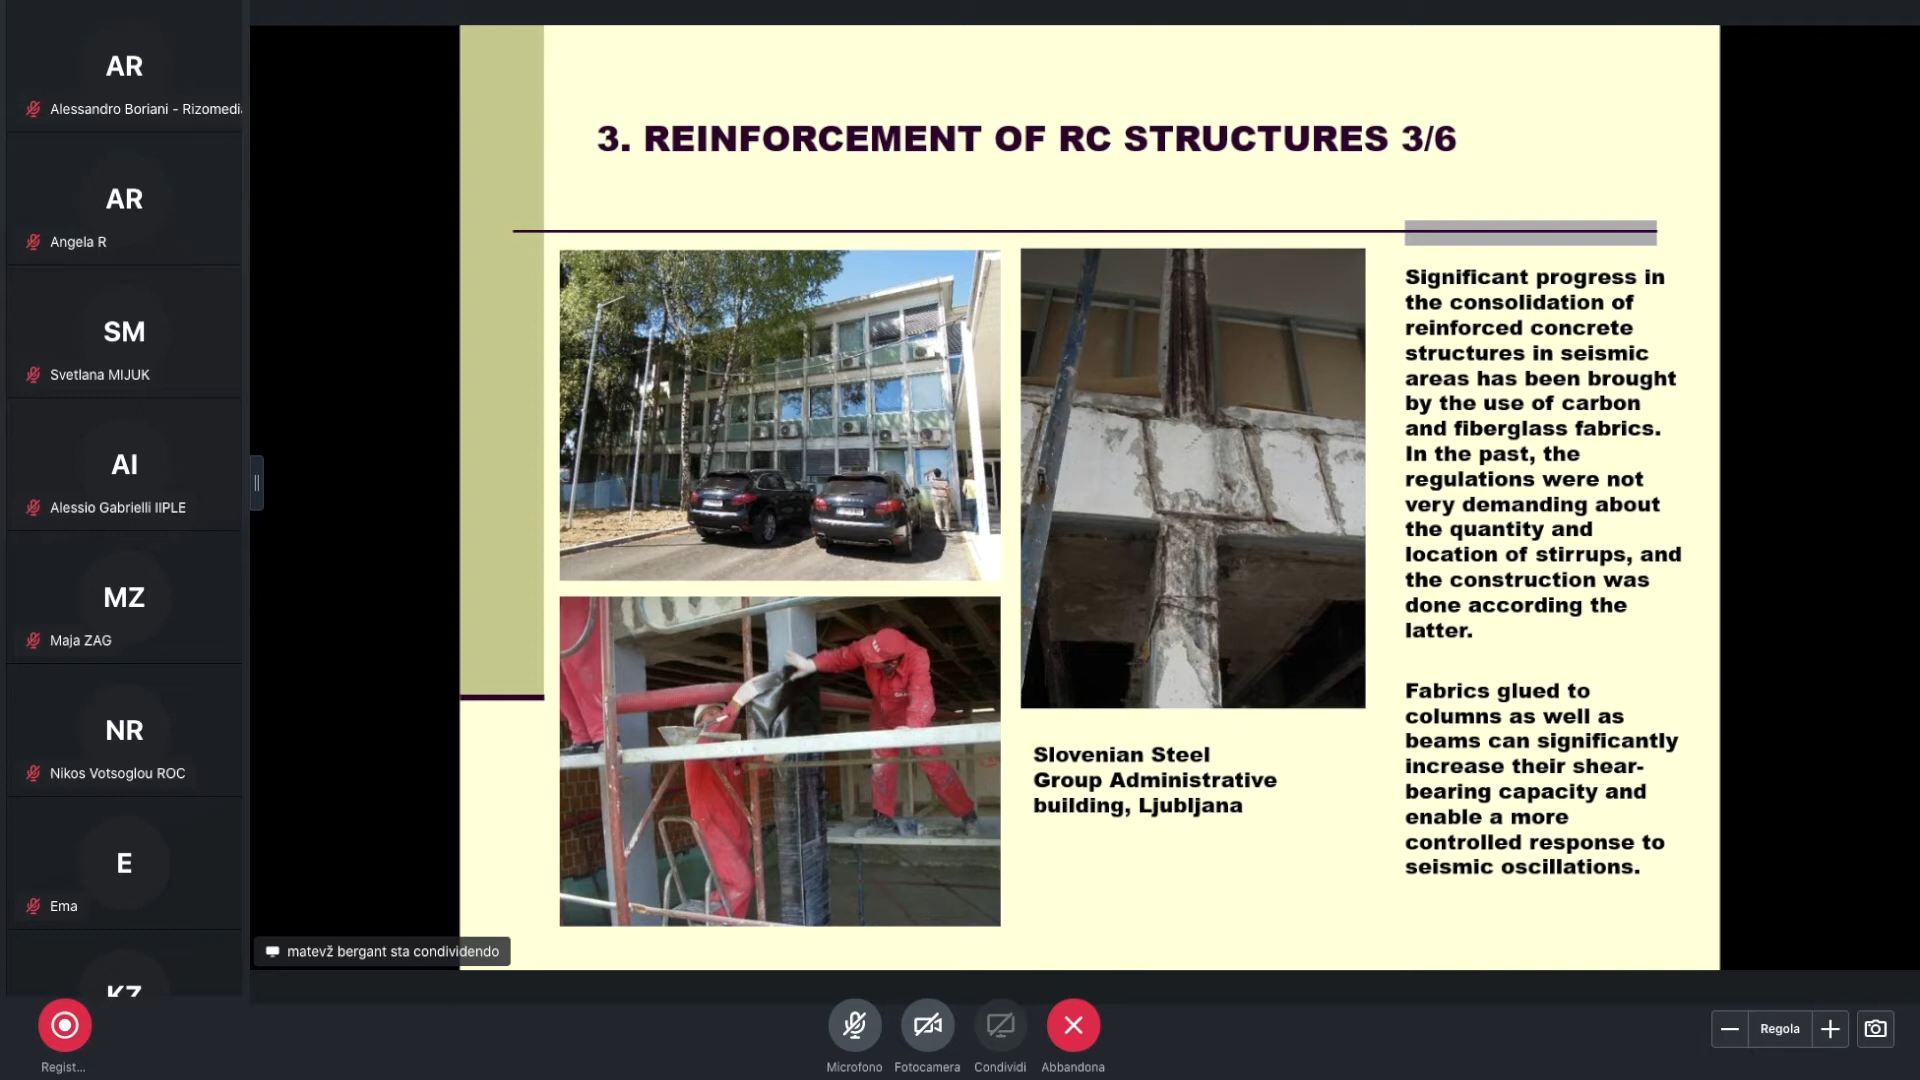 AR
Alessandro Boriani - Rizomedia
AR
Angela R
SM
Svetlana MIJUK
AI
Alessio Gabrielli IIPLE
MZ
Maja ZAG
NR
Nikos Votsoglou ROC
E
Ema
KZ
3. REINFORCEMENT OF RC STRUCTURES 3/6
Significant progress in
the consolidation of
reinforced concrete
structures in seismic
areas has been brought
by the use of carbon
and fiberglass fabrics.
In the past, the
regulations were not
very demanding about
the quantity and
location of stirrups, and
the construction was
done according the
latter.
Fabrics glued to
columns as well as
beams can significantly
increase their shear-
bearing capacity and
enable a more
controlled response to
seismic oscillations.
Slovenian Steel
Group Administrative
building, Ljubljana
matevž bergant sta condividendo
Regist...
Microfono
Fotocamera
Condividi
Abbandona
Regola